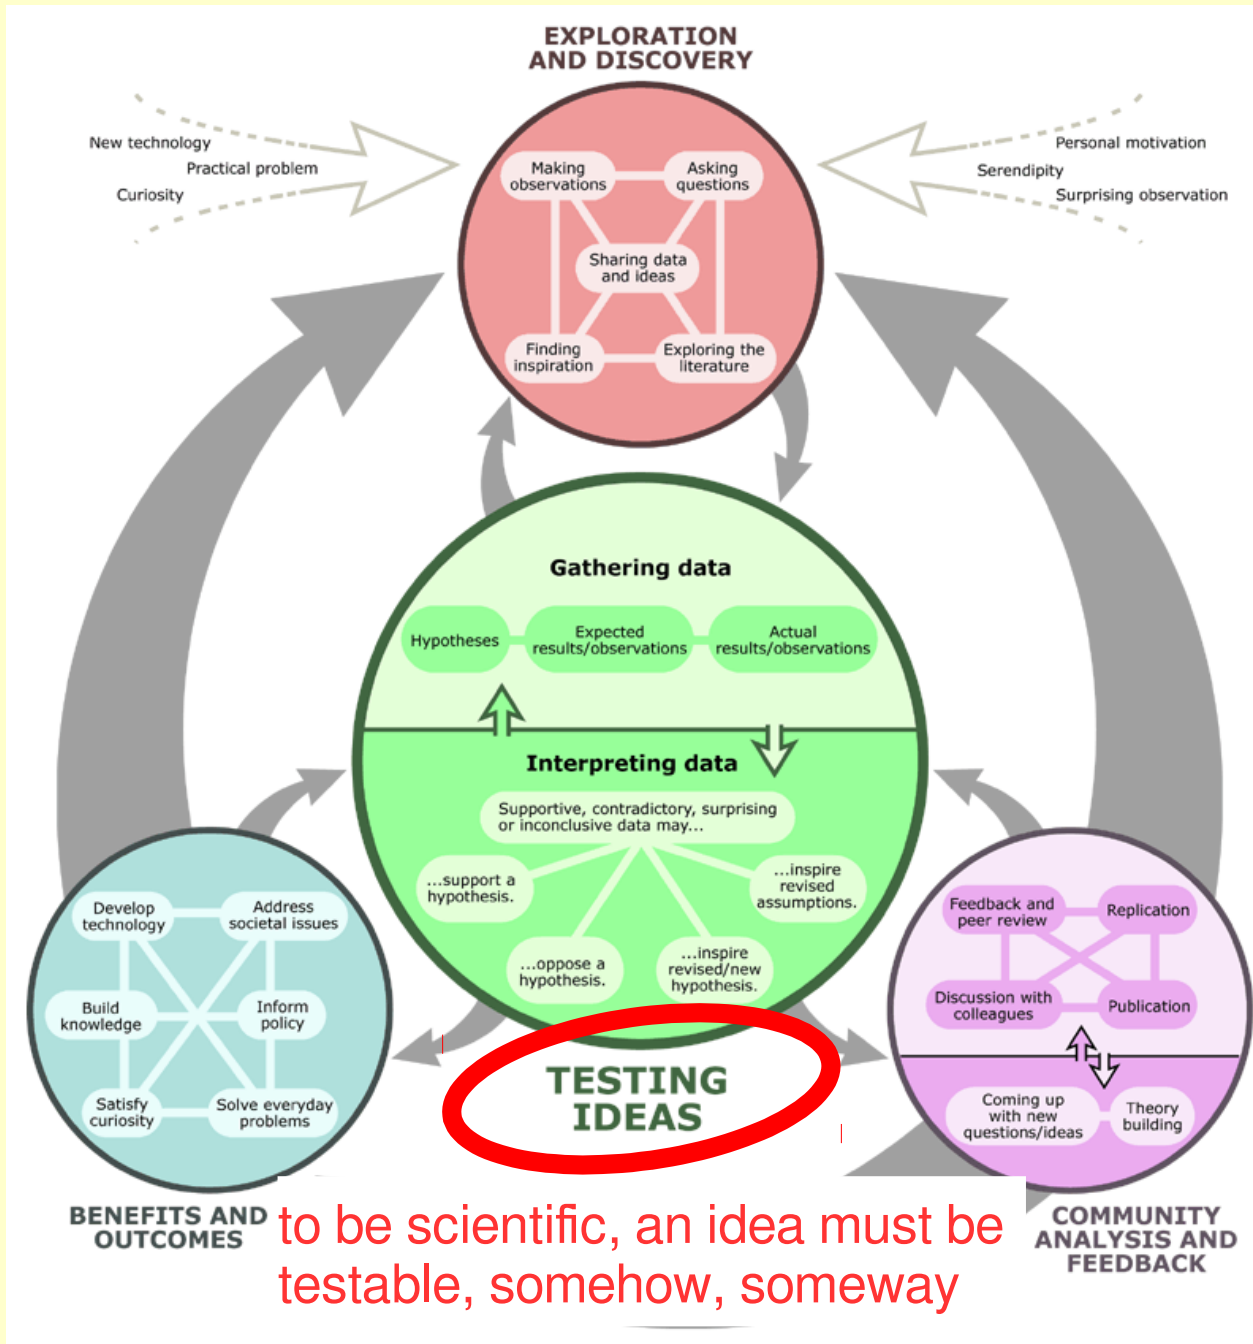 EXPLORATION
AND DISCOVERY
New technology
Practical problem
Curiosity
Personal motivation
Serendipity
Surprising observation
Making
observations
Asking
questions
Sharing data
and ideas
Finding
inspiration
Exploring the
literature
Gathering data
Hypotheses
Expected
results/observations
Actual
results/observations
Interpreting data
Supportive, contradictory, surprising
or inconclusive data may...
...support a
hypothesis.
...oppose a
hypothesis.
...inspire
revised/new
hypothesis.
...inspire
revised
assumptions.
TESTING
IDEAS
Develop
technology
Address
societal issues
Build
knowledge
Inform
policy
Satisfy
curiosity
Solve everyday
problems
BENEFITS AND
OUTCOMES
Feedback and
peer review
Replication
Discussion with
colleagues
Publication
Coming up
with new
questions/ideas
Theory
building
COMMUNITY
ANALYSIS AND
FEEDBACK
to be scientific, an idea must be
testable, somehow, someway